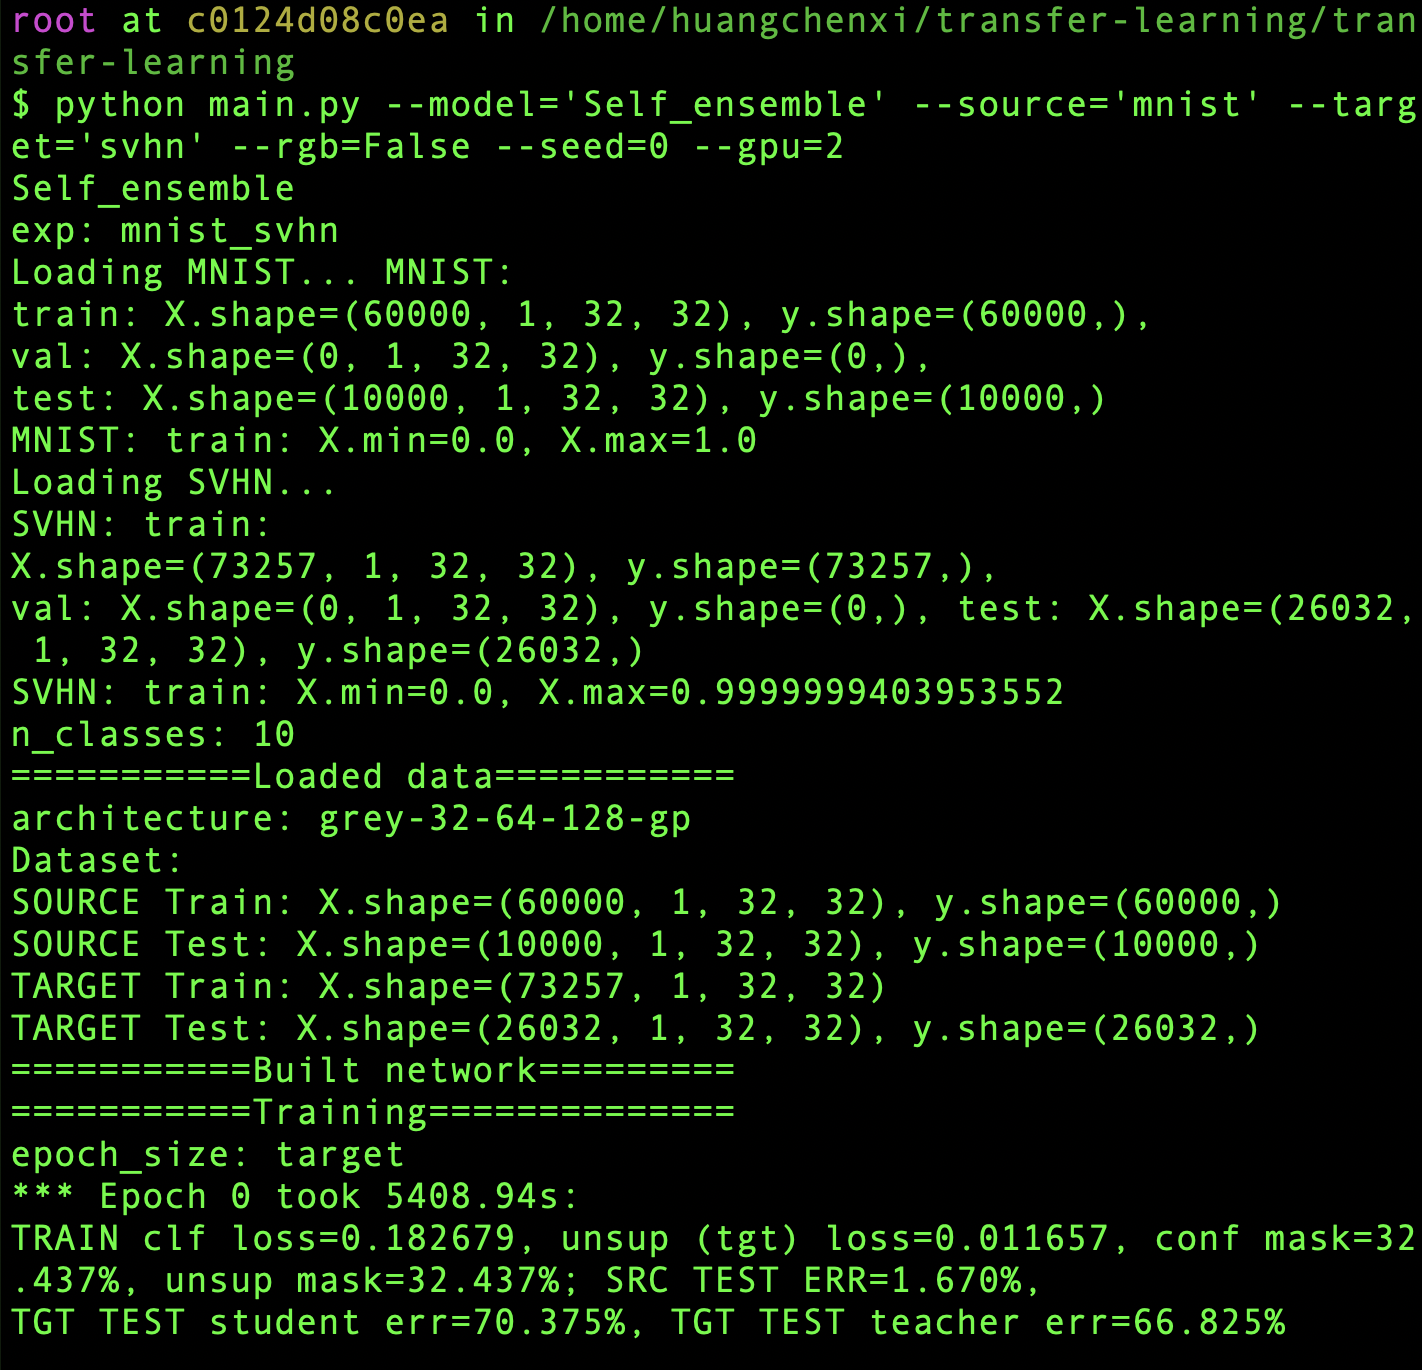 root at c0124d08c0ea in /home/huangchenxi/transfer-learning/tran
sfer-learning
$ python main.py --model='Self_ensemble' --source='mnist' --targ
et='svhn' --rgb=False --seed=0 --gpu=2
Self_ensemble
exp: mnist_svhn
Loading MNIST... MNIST:
train: X.shape=(60000, 1, 32, 32), y.shape=(60000,),
val: X.shape=(0, 1, 32, 32), y.shape=(0,),
test: X.shape=(10000, 1, 32, 32), y.shape=(10000,)
MNIST: train: X.min=0.0, X.max=1.0
Loading SVHN...
SVHN: train:
X.shape=(73257, 1, 32, 32), y.shape=(73257,),
val: X.shape=(0, 1, 32, 32), y.shape=(0,), test: X.shape=(26032,
 1, 32, 32), y.shape=(26032,)
SVHN: train: X.min=0.0, X.max=0.9999999403953552
n_classes: 10
===========Loaded data===========
architecture: grey-32-64-128-gp
Dataset:
SOURCE Train: X.shape=(60000, 1, 32, 32), y.shape=(60000,)
SOURCE Test: X.shape=(10000, 1, 32, 32), y.shape=(10000,)
TARGET Train: X.shape=(73257, 1, 32, 32)
TARGET Test: X.shape=(26032, 1, 32, 32), y.shape=(26032,)
===========Built network=========
===========Training==============
epoch_size: target
*** Epoch 0 took 5408.94s:
TRAIN clf loss=0.182679, unsup (tgt) loss=0.011657, conf mask=32
.437%, unsup mask=32.437%; SRC TEST ERR=1.670%,
TGT TEST student err=70.375%, TGT TEST teacher err=66.825%